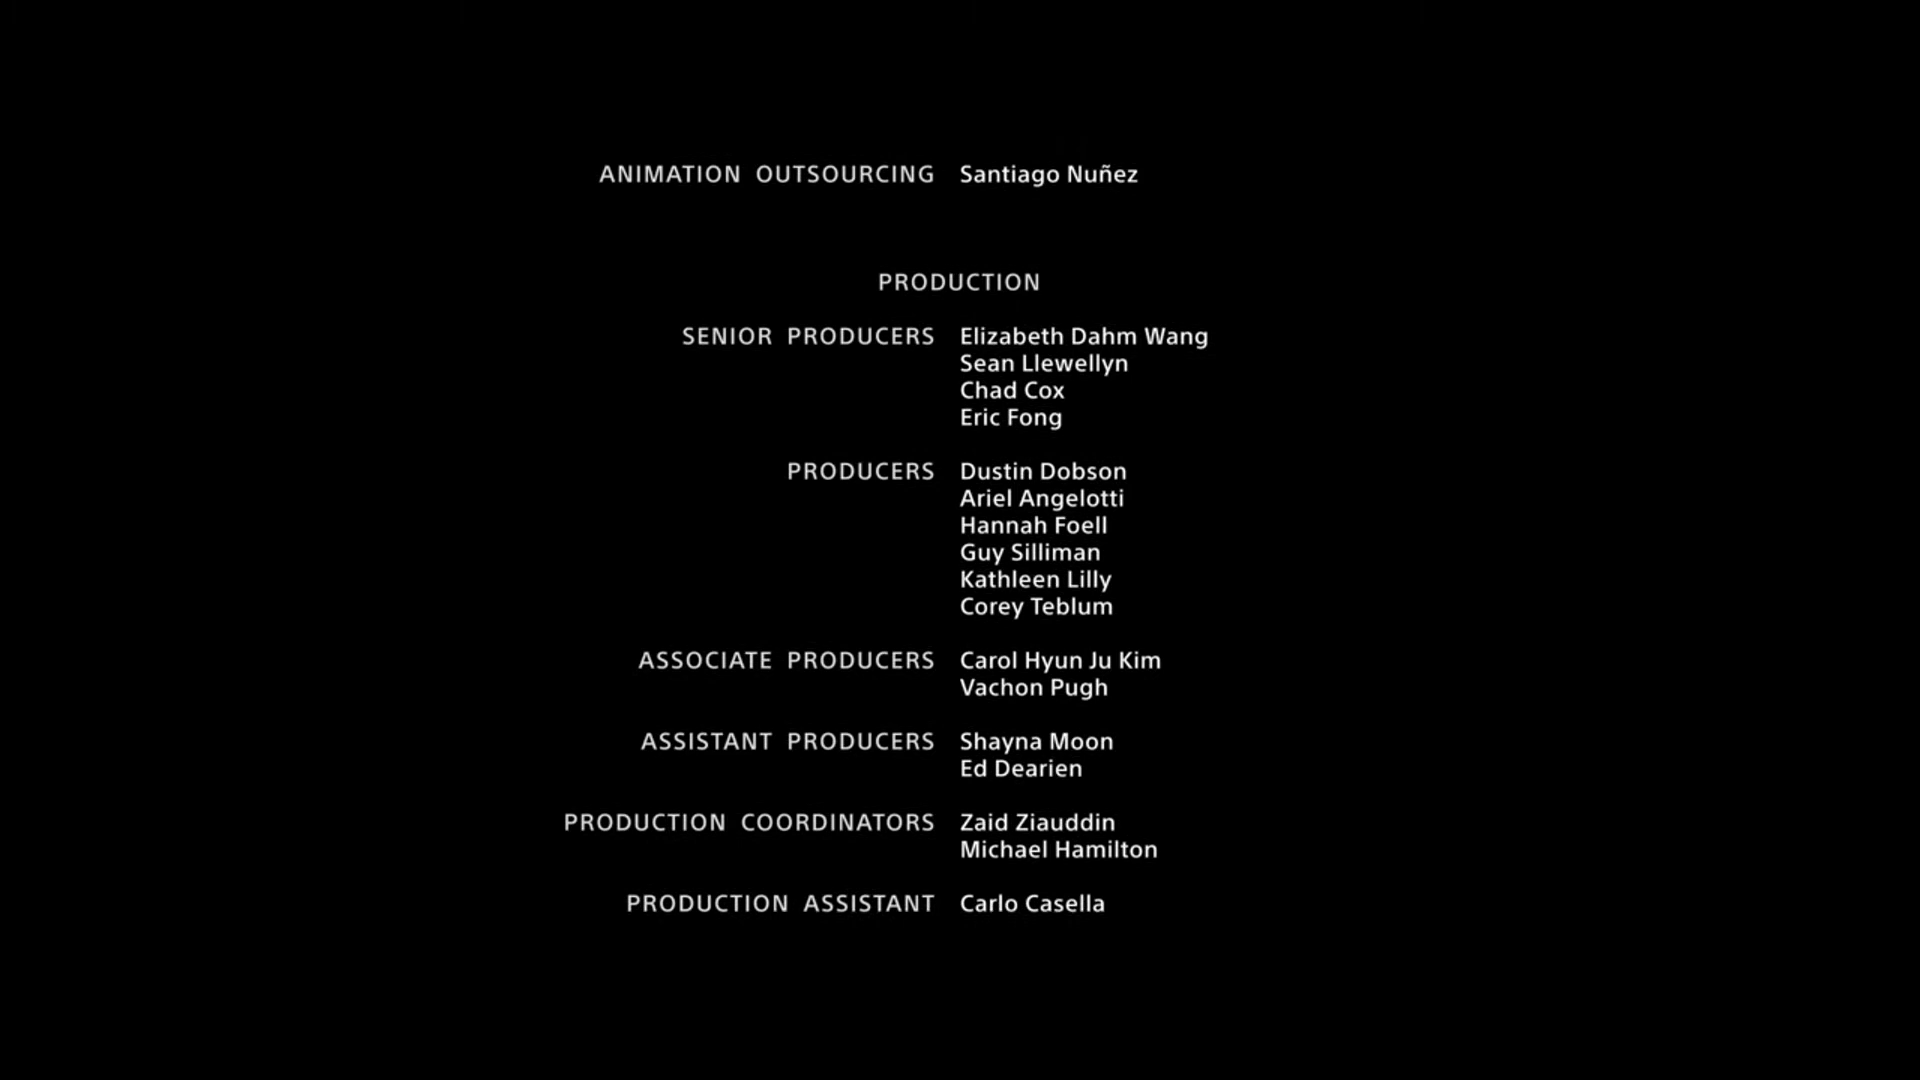 ANIMATION OUTSOURCING Santiago Nuñez
PRODUCTION
SENIOR PRODUCERS Elizabeth Dahm Wang
Sean Llewellyn
Chad Cox
Eric Fong
PRODUCERS Dustin Dobson
Ariel Angelotti
Hannah Foell
Guy Silliman
Kathleen Lilly
Corey Teblum
ASSOCIATE PRODUCERS Carol Hyun Ju Kim
Vachon Pugh
ASSISTANT PRODUCERS Shayna Moon
Ed Dearien
PRODUCTION COORDINATORS Zaid Ziauddin
Michael Hamilton
PRODUCTION ASSISTANT Carlo Casella